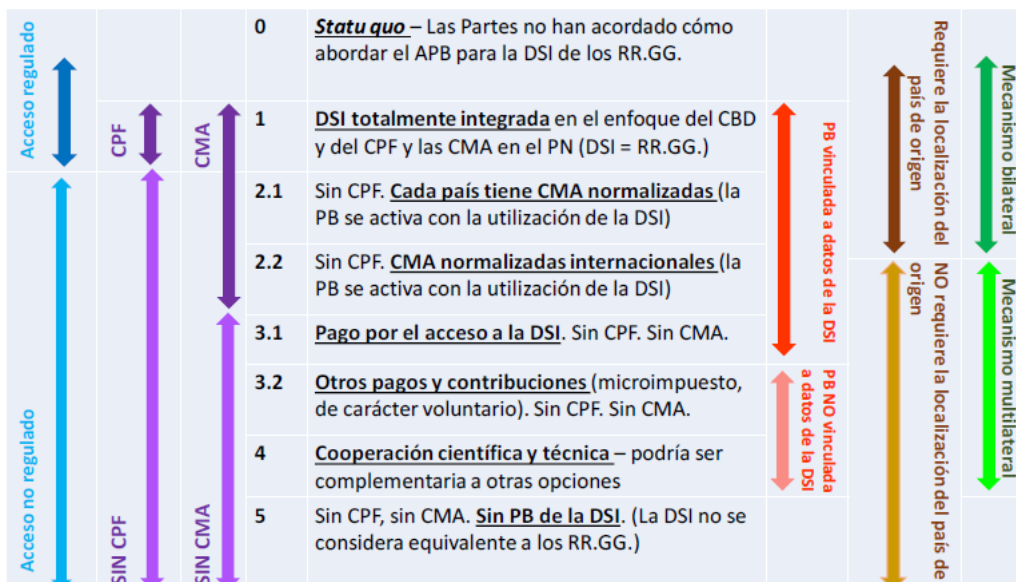 Acceso regulado
Acceso no regulado
CPF
SIN CPF
CMA
SIN CMA
0 Statu quo – Las Partes no han acordado cómo
abordar el APB para la DSI de los RR.GG.
1 DSI totalmente integrada en el enfoque del CBD
y del CPF y las CMA en el PN (DSI = RR.GG.)
2.1 Sin CPF. Cada país tiene CMA normalizadas (la
PB se activa con la utilización de la DSI)
2.2 Sin CPF. CMA normalizadas internacionales (la
PB se activa con la utilización de la DSI)
3.1 Pago por el acceso a la DSI. Sin CPF. Sin CMA.
3.2 Otros pagos y contribuciones (microimpuesto,
de carácter voluntario). Sin CPF. Sin CMA.
4 Cooperación científica y técnica – podría ser
complementaria a otras opciones
5 Sin CPF, sin CMA. Sin PB de la DSI. (La DSI no se
considera equivalente a los RR.GG.)
PB vinculada a datos de la DSI
PB NO vinculada
a datos de la DSI
Requiere la localización del
país de origen
NO requiere la localización del país de
origen
Mecanismo bilateral
Mecanismo multilateral